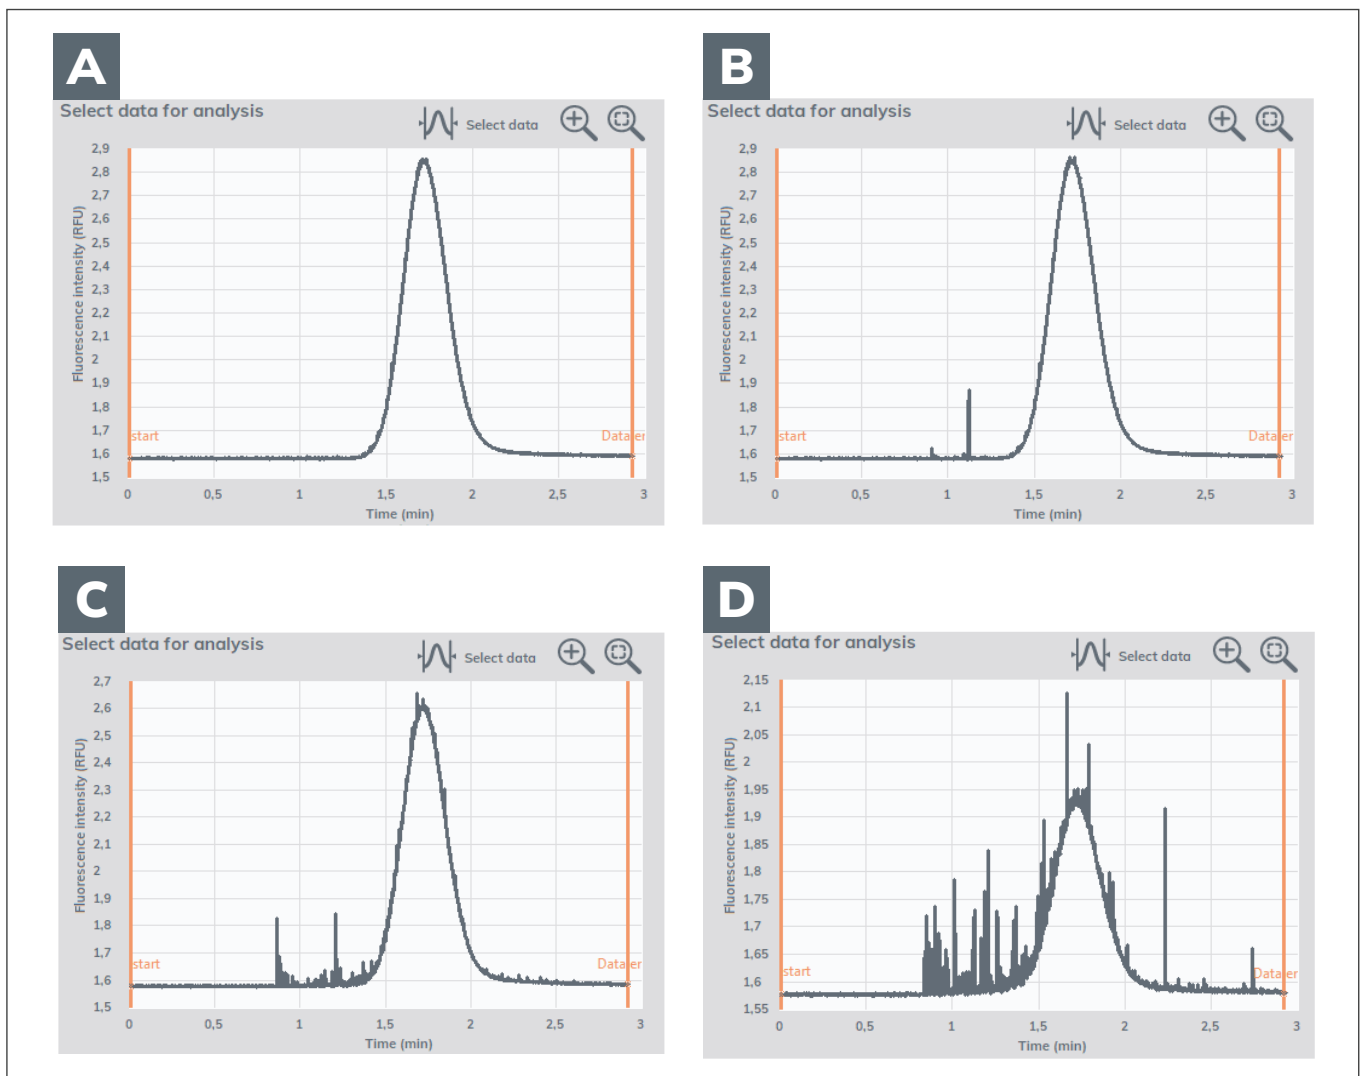 A
Select data for analysis
Select data
Fluorescence intensity (RFU)
2,9
2,8
2,7
2,6
2,5
2,4
2,3
2,2
2,1
2
1,9
1,8
1,7
1,6
1,5
start
Data er
0 0,5 1 1,5 2 2,5 3
Time (min)
B
Select data for analysis
Select data
Fluorescence intensity (RFU)
2,9
2,8
2,7
2,6
2,5
2,4
2,3
2,2
2,1
2
1,9
1,8
1,7
1,6
1,5
start
Data er
0 0,5 1 1,5 2 2,5 3
Time (min)
C
Select data for analysis
Select data
Fluorescence intensity (RFU)
2,7
2,6
2,5
2,4
2,3
2,2
2,1
2
1,9
1,8
1,7
1,6
1,5
start
Data er
0 0,5 1 1,5 2 2,5 3
Time (min)
D
Select data for analysis
Select data
Fluorescence intensity (RFU)
2,15
2,1
2,05
2
1,95
1,9
1,85
1,8
1,75
1,7
1,65
1,6
1,55
start
Data er
0 0,5 1 1,5 2 2,5 3
Time (min)